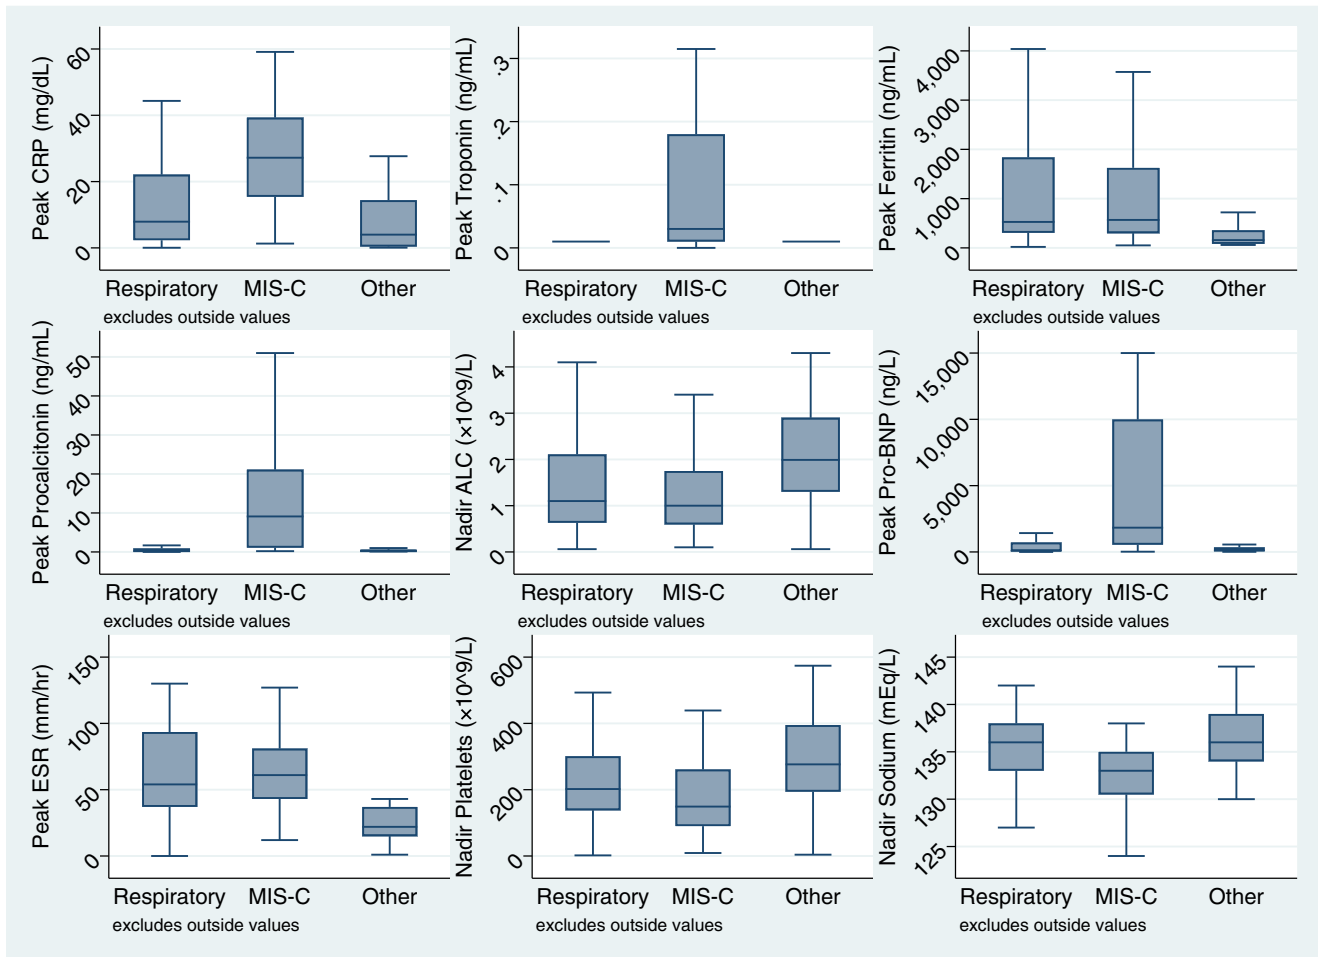 Peak CRP (mg/dL)
60
40
20
0
Respiratory MIS-C Other
excludes outside values
Peak Troponin (ng/mL)
.3
.2
.1
0
Respiratory MIS-C Other
excludes outside values
Peak Ferritin (ng/mL)
4,000
3,000
2,000
1,000
0
Respiratory MIS-C Other
excludes outside values
Peak Procalcitonin (ng/mL)
50
40
30
20
10
0
Respiratory MIS-C Other
excludes outside values
Nadir ALC (×10^9/L)
4
3
2
1
0
Respiratory MIS-C Other
excludes outside values
Peak Pro-BNP (ng/L)
15,000
10,000
5,000
0
Respiratory MIS-C Other
excludes outside values
Peak ESR (mm/hr)
150
100
50
0
Respiratory MIS-C Other
excludes outside values
Nadir Platelets (×10^9/L)
600
400
200
0
Respiratory MIS-C Other
excludes outside values
Nadir Sodium (mEq/L)
145
140
135
130
125
Respiratory MIS-C Other
excludes outside values